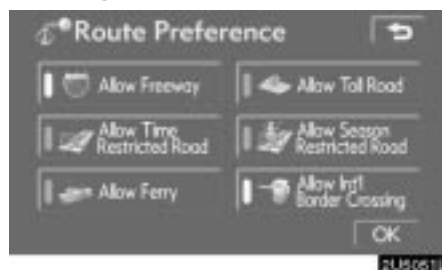 Route Preference
Allow Freeway
Allow Toll Road
Allow Time
Restricted Road
Allow Season
Restricted Road
Allow Ferry
Allow Int'l
Border Crossing
OK